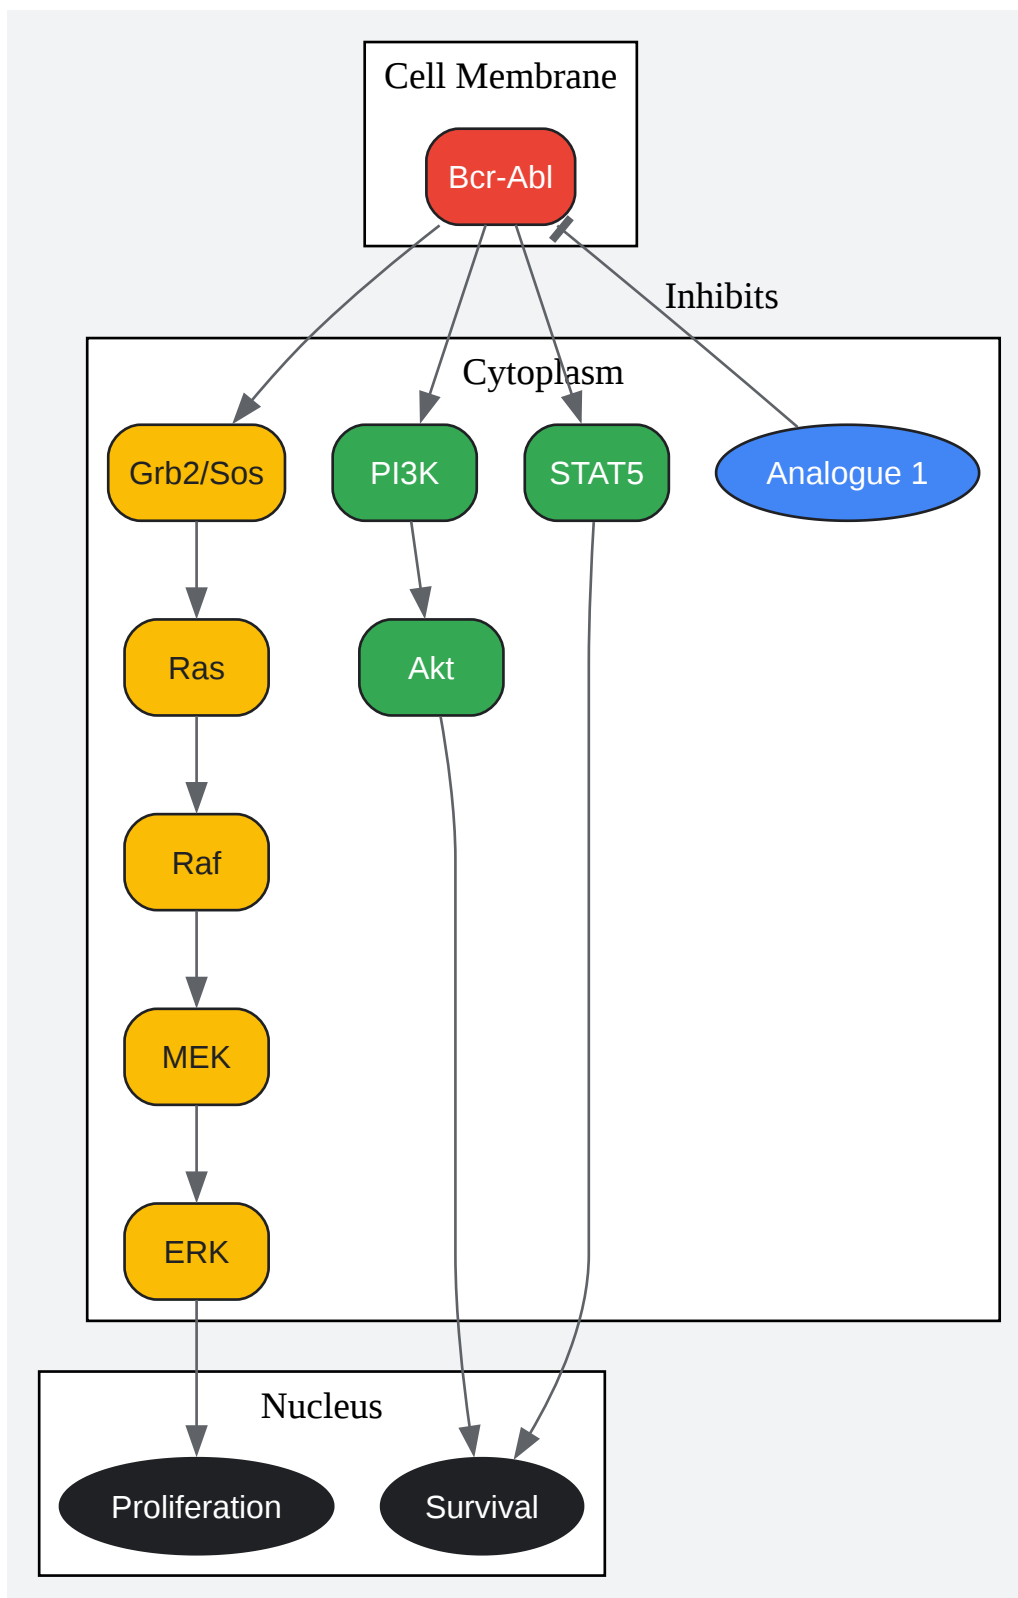 Cell Membrane
Bcr-Abl
Inhibits
Cytoplasm
Grb2/Sos
PI3K
STAT5
Analogue 1
Ras
Akt
Raf
MEK
ERK
Nucleus
Proliferation
Survival